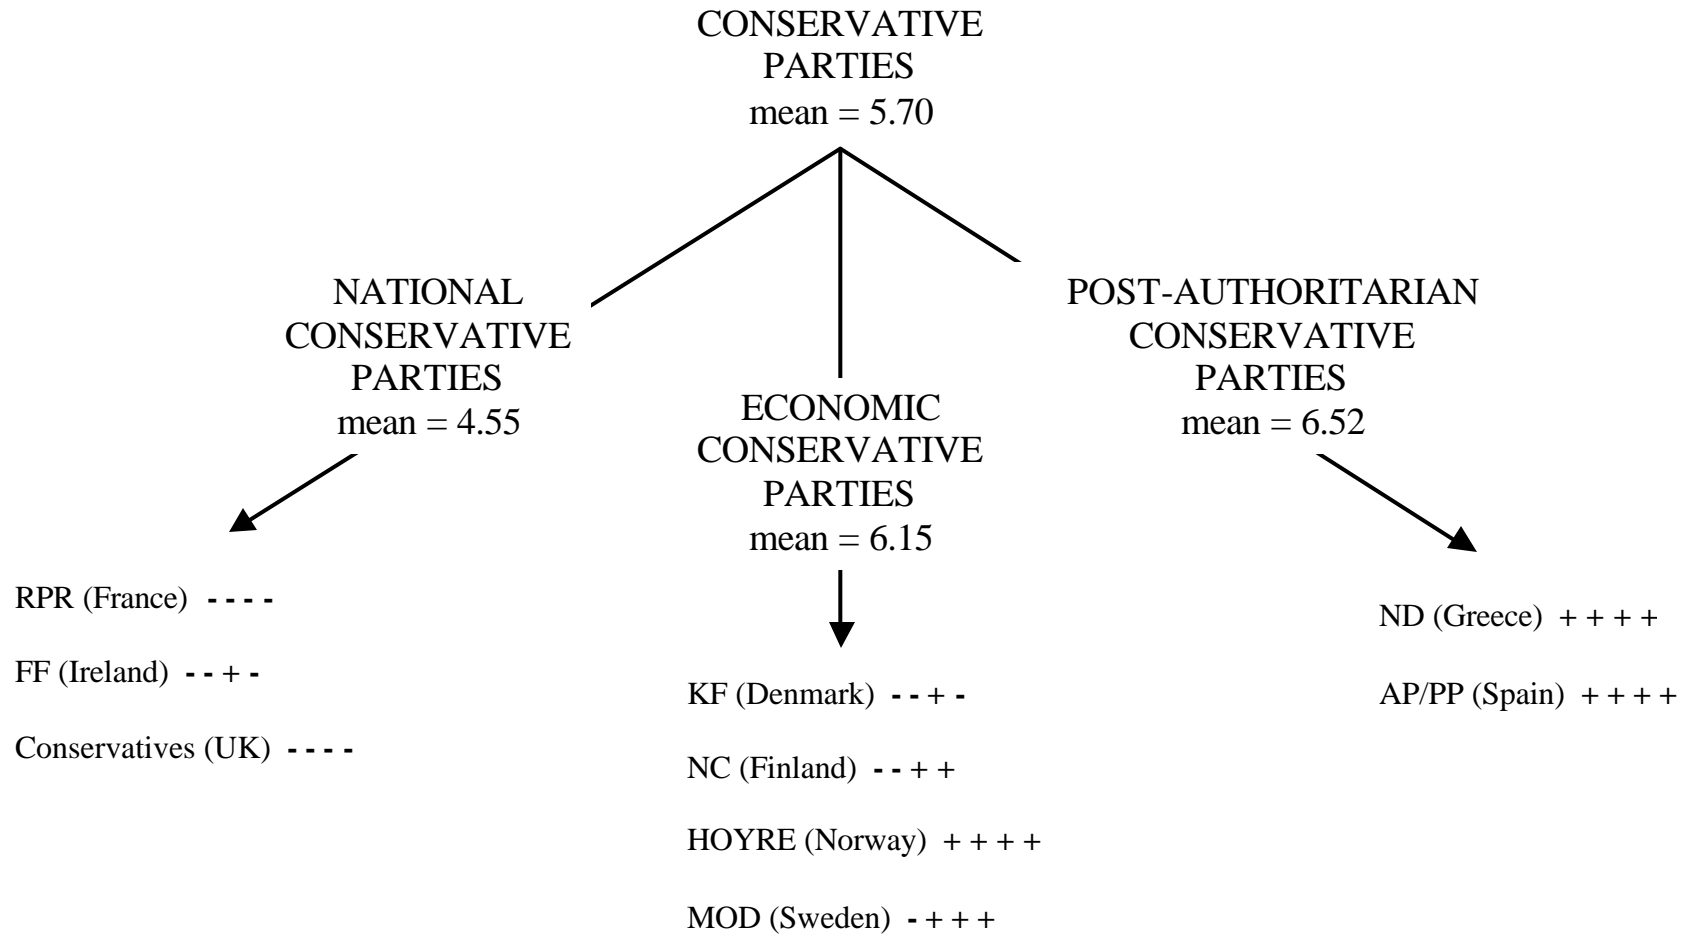 CONSERVATIVE
PARTIES
mean = 5.70
NATIONAL
CONSERVATIVE
PARTIES
mean = 4.55
ECONOMIC
CONSERVATIVE
PARTIES
mean = 6.15
POST-AUTHORITARIAN
CONSERVATIVE
PARTIES
mean = 6.52
RPR (France) - - - -
FF (Ireland) - - + -
Conservatives (UK) - - - -
KF (Denmark) - - + -
NC (Finland) - - + +
HOYRE (Norway) + + + +
MOD (Sweden) - + + +
ND (Greece) + + + +
AP/PP (Spain) + + + +